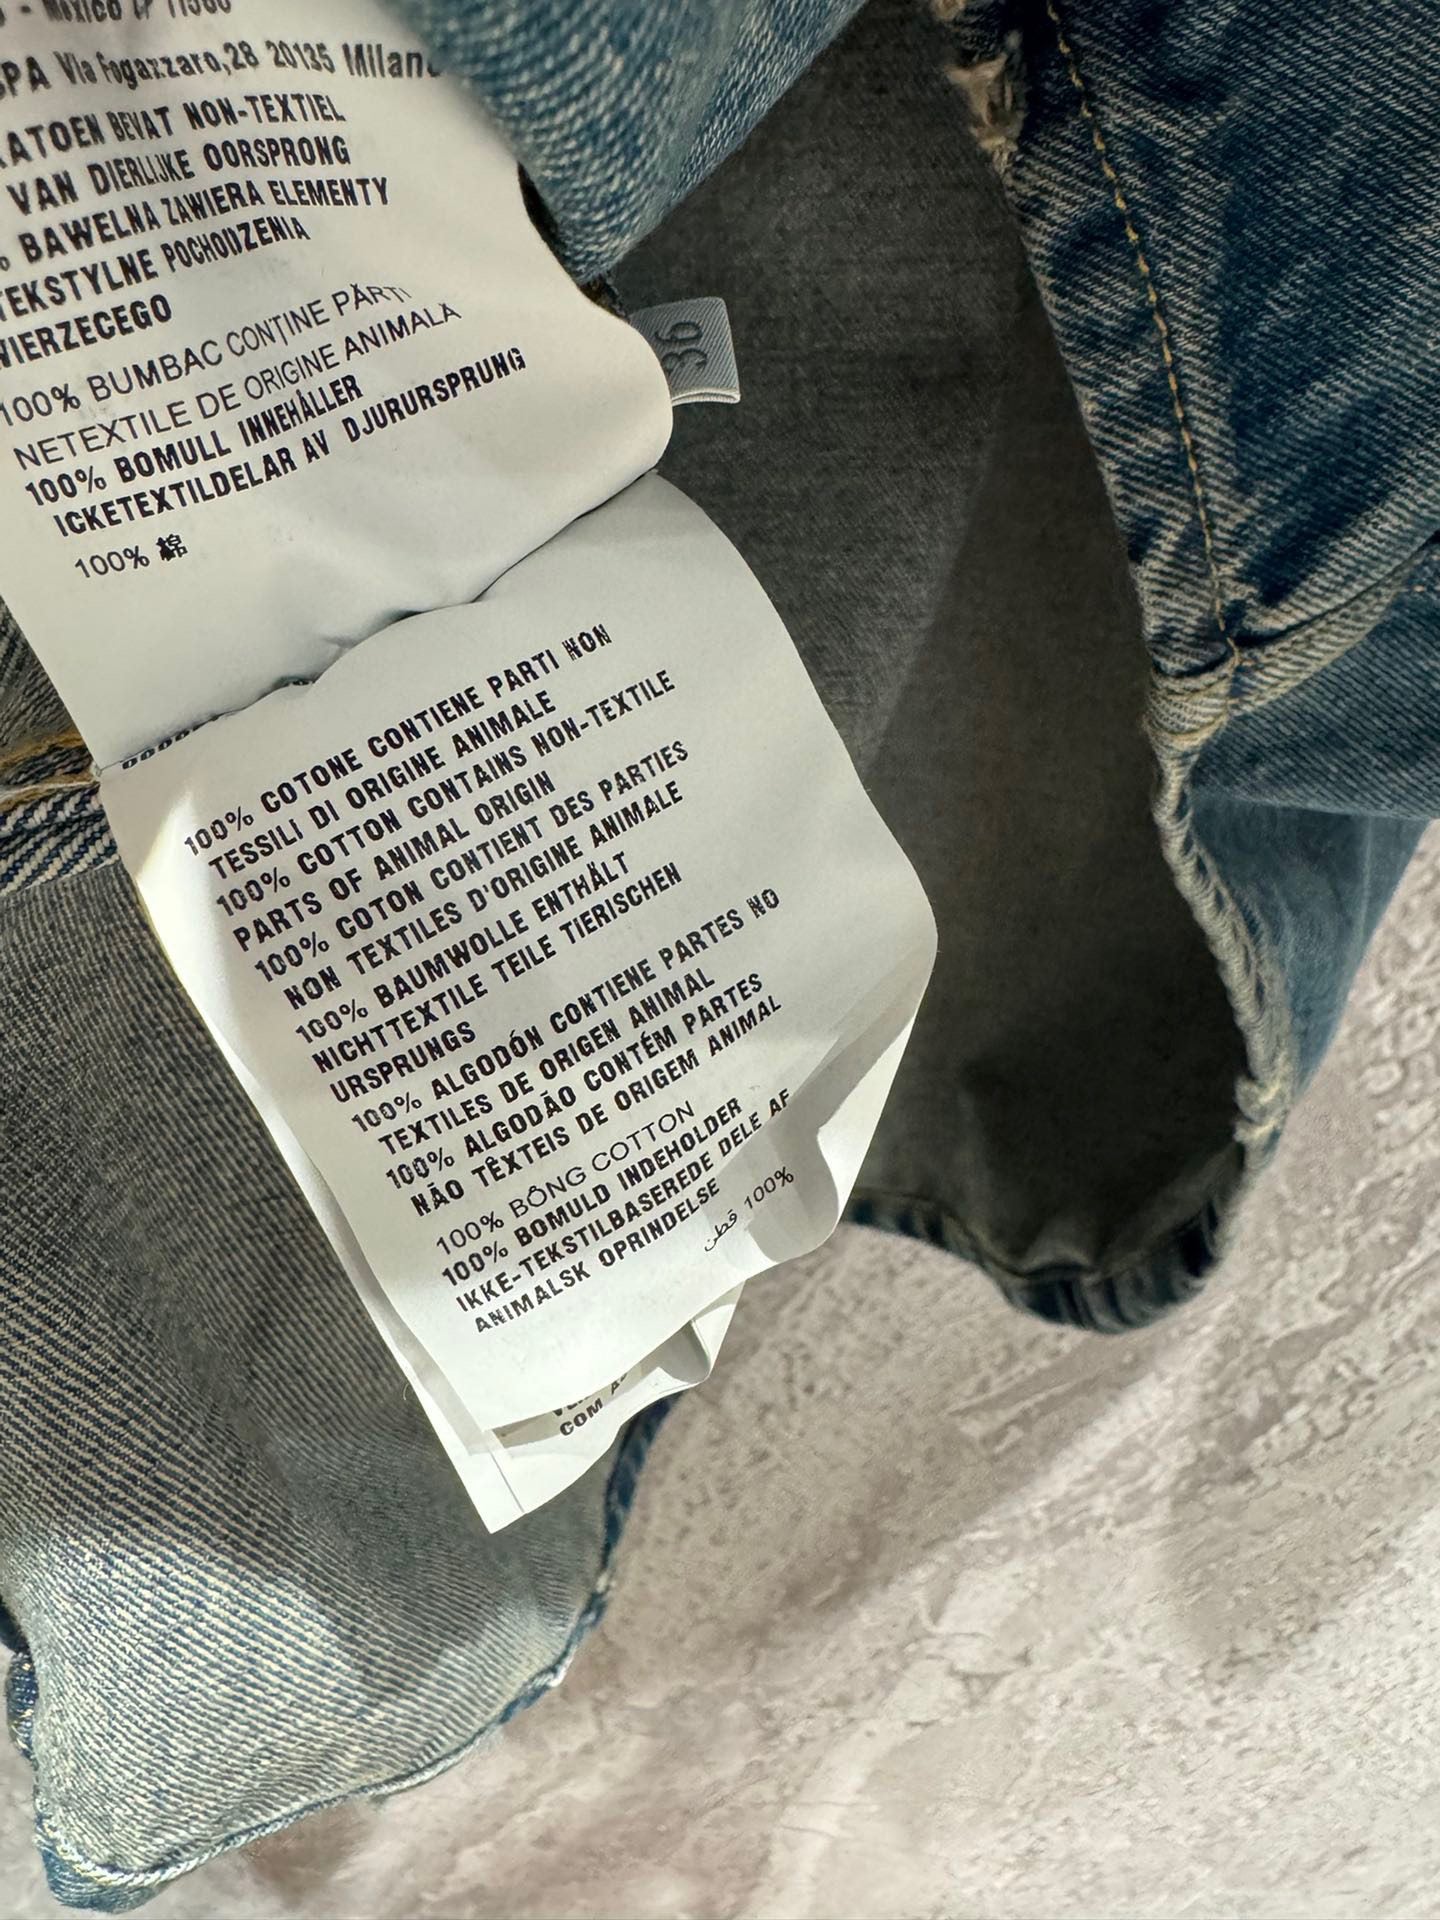 - Mexico CP 11560
SPA Via Fogazzaro,28 20135 Milano
KATOEN BEVAT NON-TEXTIEL
VAN DIERLIJKE OORSPRONG
% BAWELNA ZAWIERA ELEMENTY
TEKSTYLNE POCHODZENIA
WIERZECEGO
100% BUMBAC CONȚINE PĂRȚI
NETEXTILE DE ORIGINE ANIMALĂ
100% BOMULL INNEHÅLLER
ICKETEXTILDELAR AV DJURURSPRUNG
100% 綿
36
100% COTONE CONTIENE PARTI NON
TESSILI DI ORIGINE ANIMALE
100% COTTON CONTAINS NON-TEXTILE
PARTS OF ANIMAL ORIGIN
100% COTON CONTIENT DES PARTIES
NON TEXTILES D'ORIGINE ANIMALE
100% BAUMWOLLE ENTHÄLT
NICHTTEXTILE TEILE TIERISCHEN
URSPRUNGS
100% ALGODÓN CONTIENE PARTES NO
TEXTILES DE ORIGEN ANIMAL
100% ALGODÃO CONTÉM PARTES
NÃO TÊXTEIS DE ORIGEM ANIMAL
100% BÔNG COTTON
100% BOMULD INDEHOLDER
IKKE-TEKSTILBASEREDE DELE AF
ANIMALSK OPRINDELSE
100% قطن
COM